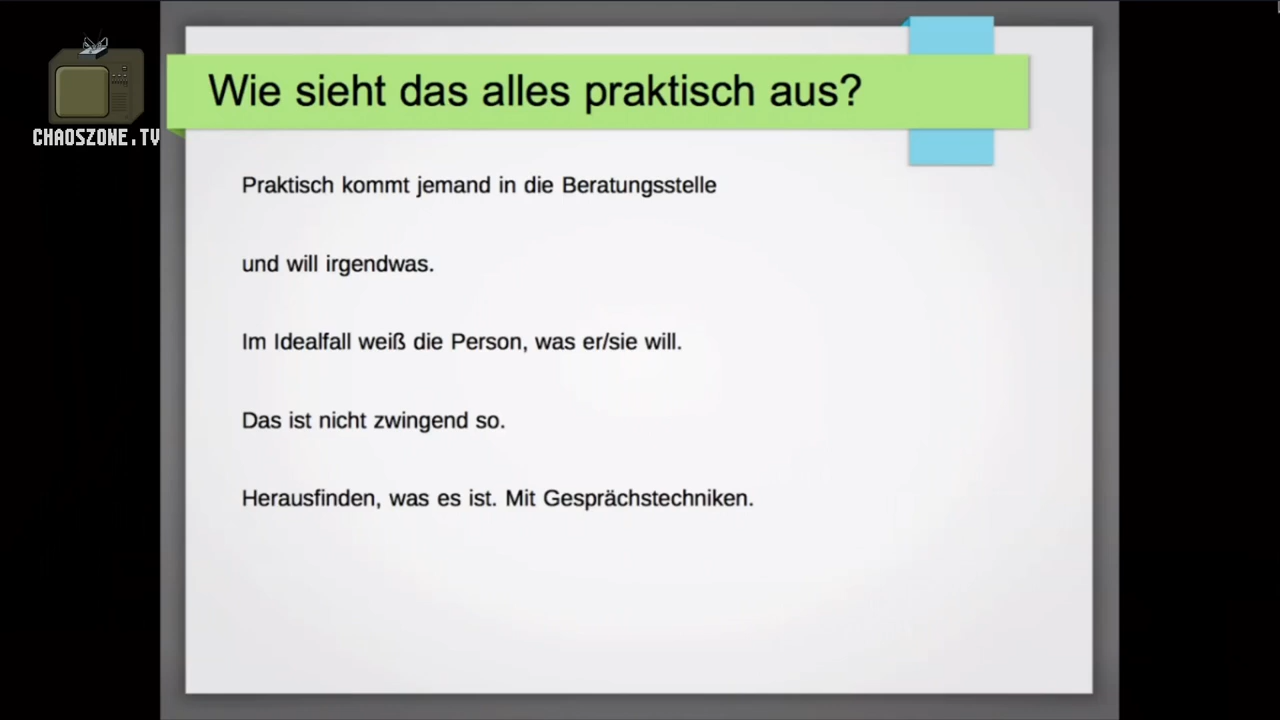 CHAOSZONE.TV
Wie sieht das alles praktisch aus?
Praktisch kommt jemand in die Beratungsstelle
und will irgendwas.
Im Idealfall weiß die Person, was er/sie will.
Das ist nicht zwingend so.
Herausfinden, was es ist. Mit Gesprächstechniken.